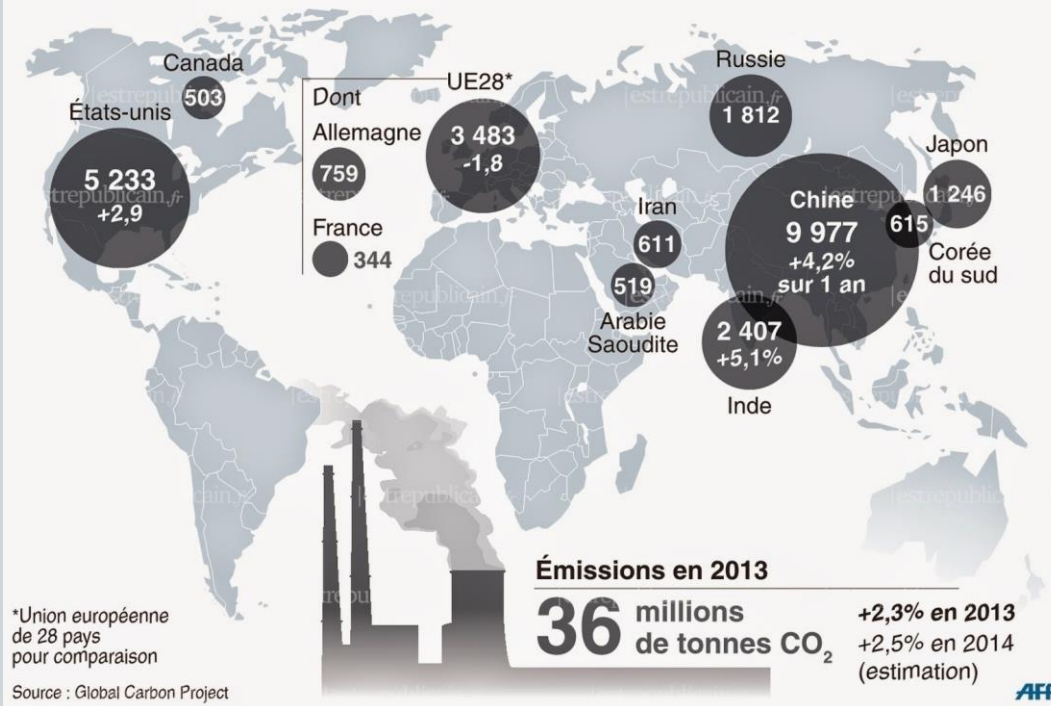 Canada
503
États-unis
5 233
+2,9
UE28*
3 483
-1,8
Dont
Allemagne
759
France
344
Russie
1 812
Japon
1 246
Chine
9 977
+4,2%
sur 1 an
615
Corée
du sud
Iran
611
519
Arabie
Saoudite
2 407
+5,1%
Inde
Émissions en 2013
36 millions
de tonnes CO₂
+2,3% en 2013
+2,5% en 2014
(estimation)
*Union européenne
de 28 pays
pour comparaison
Source : Global Carbon Project
AFP
|estrepublicain.fr